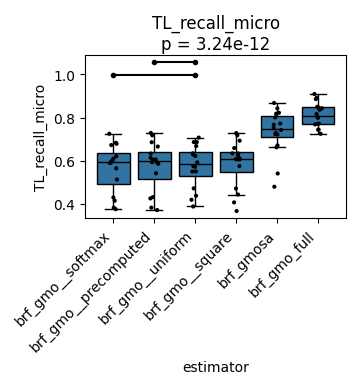 TL_recall_micro
p = 3.24e-12
TL_recall_micro
1.0
0.8
0.6
0.4
brf_gmo__softmax
brf_gmo__precomputed
brf_gmo__uniform
brf_gmo__square
brf_gmosa
brf_gmo_full
estimator